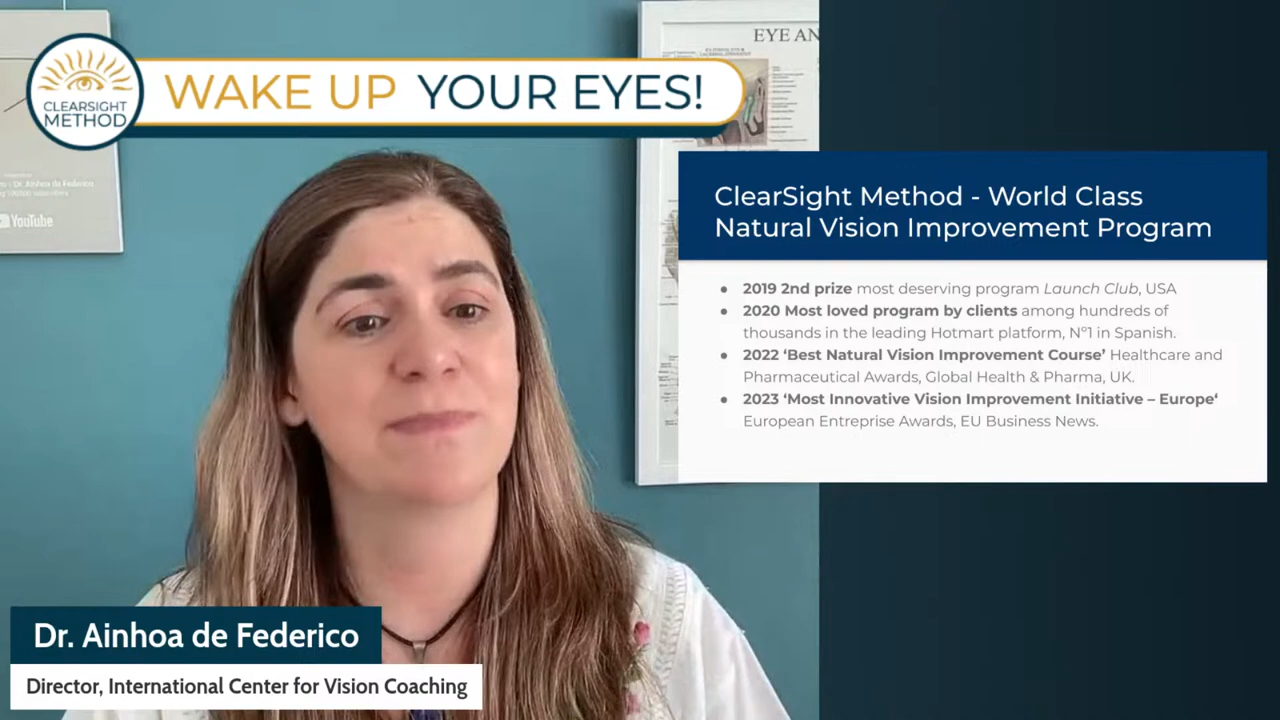 CLEARSIGHT
METHOD
WAKE UP YOUR EYES!
Dr. Ainhoa de Federico
YouTube
EYE AN
ClearSight Method - World Class
Natural Vision Improvement Program
● 2019 2nd prize most deserving program Launch Club, USA
● 2020 Most loved program by clients among hundreds of
thousands in the leading Hotmart platform, Nº1 in Spanish.
● 2022 ‘Best Natural Vision Improvement Course’ Healthcare and
Pharmaceutical Awards, Global Health & Pharma, UK.
● 2023 ‘Most Innovative Vision Improvement Initiative – Europe‘
European Entreprise Awards, EU Business News.
Dr. Ainhoa de Federico
Director, International Center for Vision Coaching